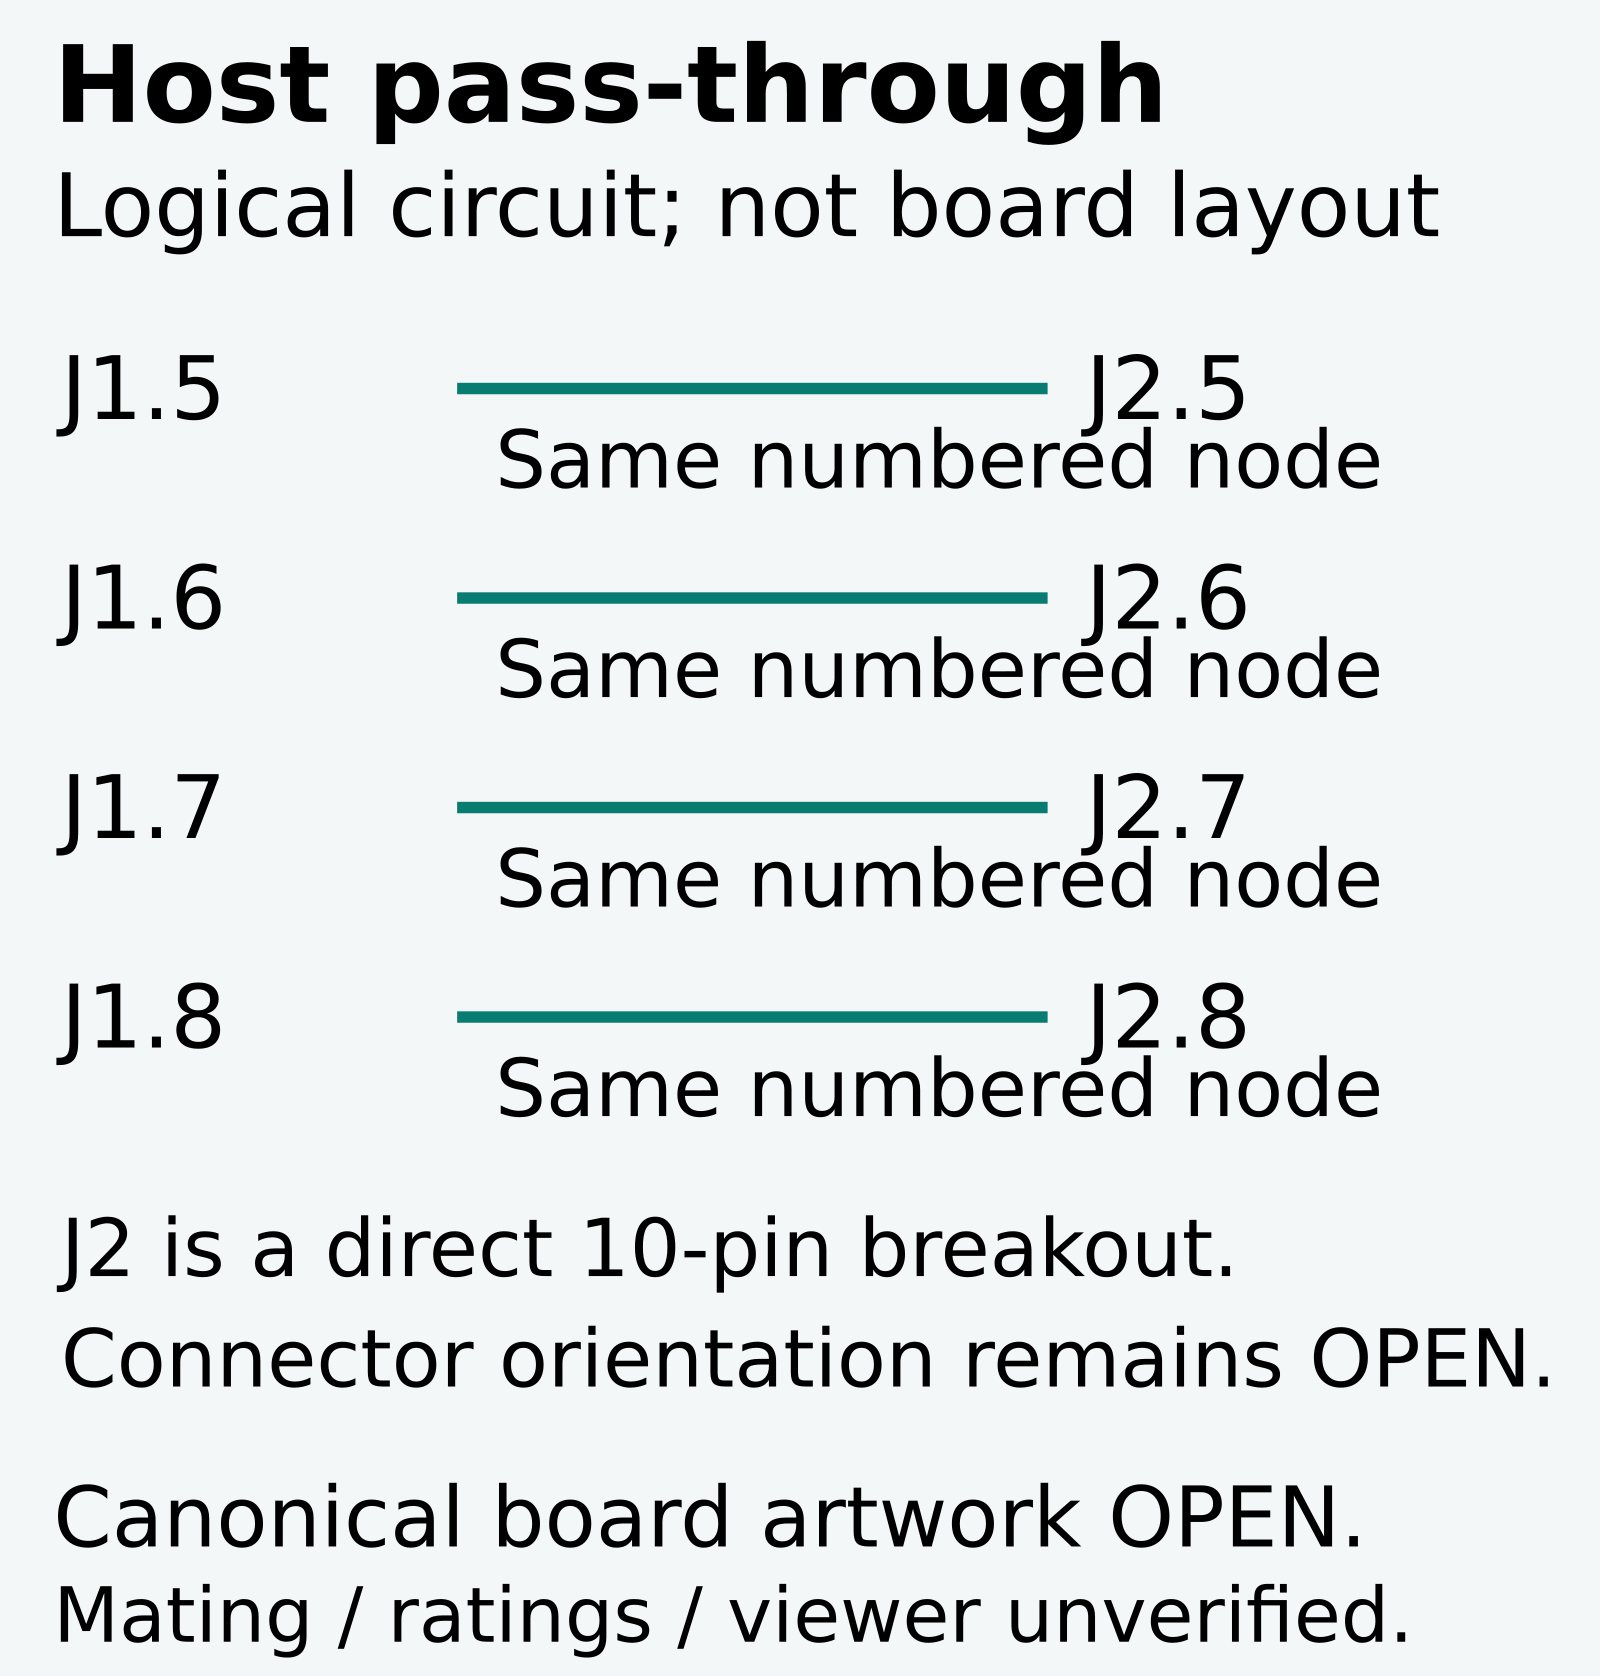 Host pass-through
Logical circuit; not board layout
J1.5 J2.5
Same numbered node
J1.6 J2.6
Same numbered node
J1.7 J2.7
Same numbered node
J1.8 J2.8
Same numbered node
J2 is a direct 10-pin breakout.
Connector orientation remains OPEN.
Canonical board artwork OPEN.
Mating / ratings / viewer unverified.